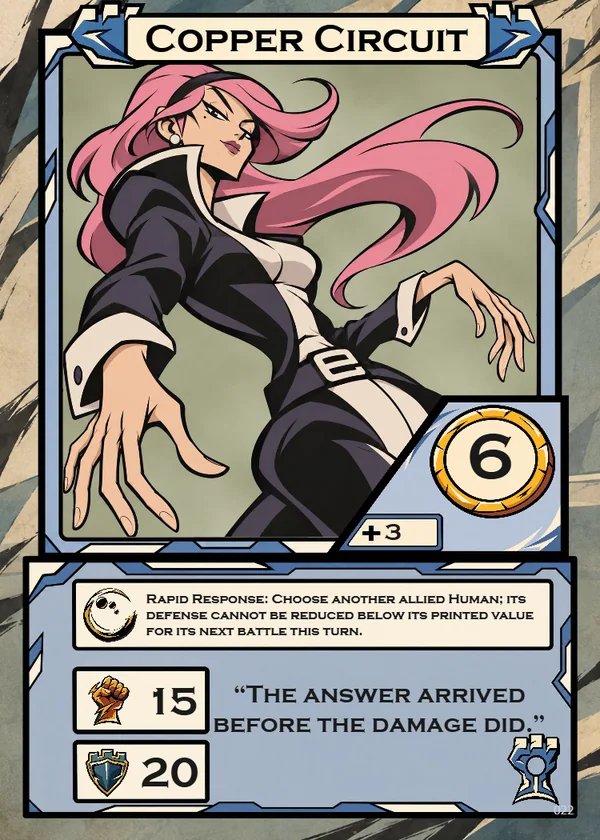 Copper Circuit
6
+3
Rapid Response: Choose another allied Human; its
defense cannot be reduced below its printed value
for its next battle this turn.
15
“The answer arrived
before the damage did.”
20
022